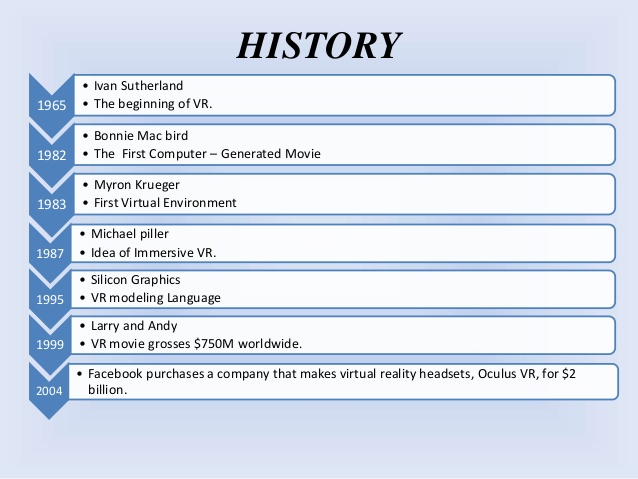 HISTORY
1965
• Ivan Sutherland
• The beginning of VR.
1982
• Bonnie Mac bird
• The  First Computer – Generated Movie
1983
• Myron Krueger
• First Virtual Environment
1987
• Michael piller
• Idea of Immersive VR.
1995
• Silicon Graphics
• VR modeling Language
1999
• Larry and Andy
• VR movie grosses $750M worldwide.
2004
• Facebook purchases a company that makes virtual reality headsets, Oculus VR, for $2
billion.